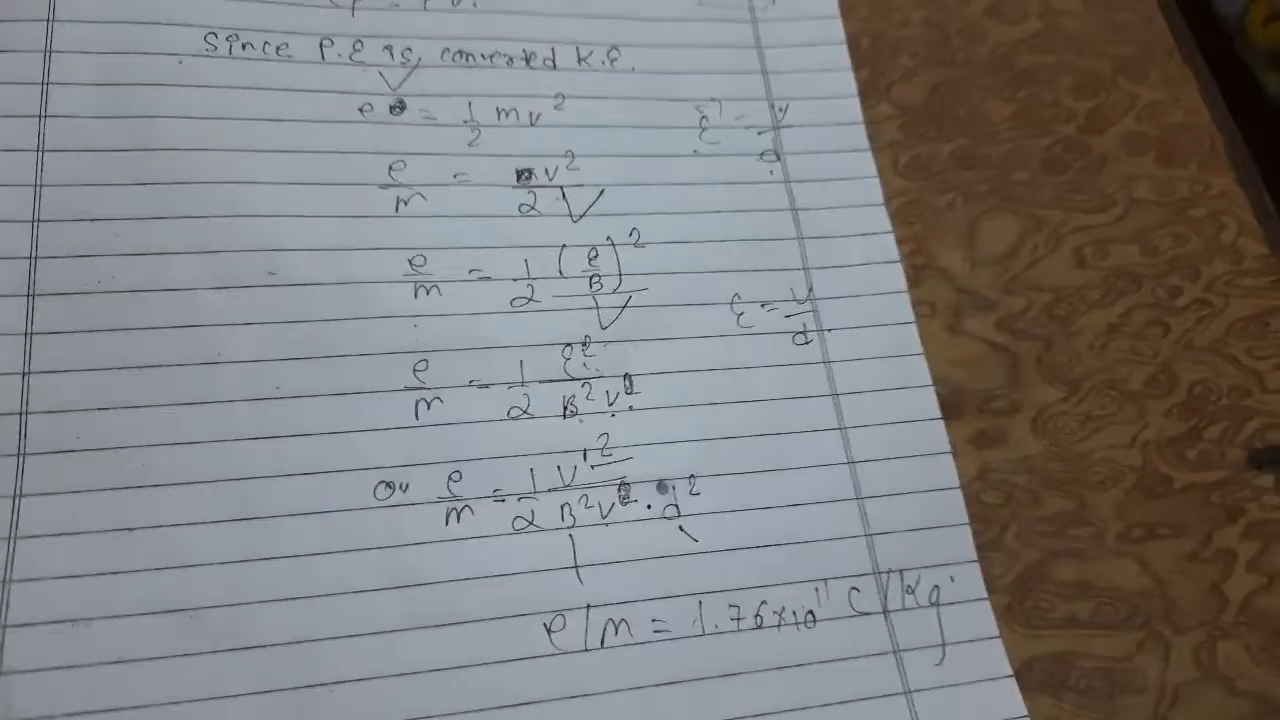 Since P.E is converted K.E.
e V = 1/2 mv²
e/m = v²/2V
e/m = 1/2 (E/B)²/V
e/m = 1/2 E²/B²V
E = V/d
Or e/m = 1/2 V'²/B²V · d²
e/m = 1.76×10¹¹ C/Kg